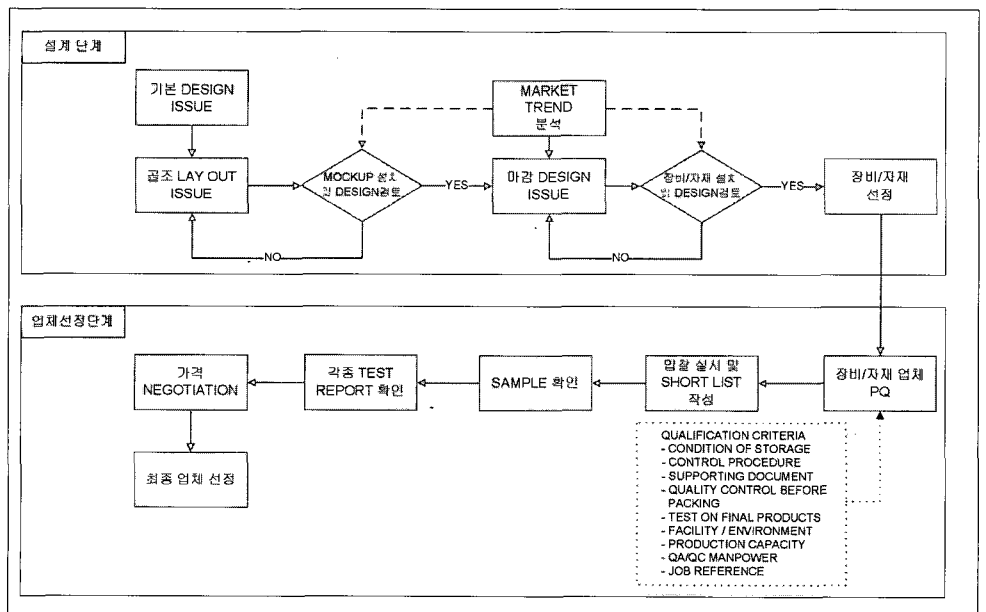 설계 단계
기본 DESIGN
ISSUE
MARKET
TREND
분석
골조 LAY OUT
ISSUE
MOCKUP 설치
및 DESIGN검토
YES
마감 DESIGN
ISSUE
장비/자재 설치
및 DESIGN검토
YES
장비/자재
선정
NO
NO
업체선정단계
가격
NEGOTIATION
각종 TEST
REPORT 확인
SAMPLE 확인
입찰 실시 및
SHORT LIST
작성
장비/자재 업체
PQ
최종 업체 선정
QUALIFICATION CRITERIA
- CONDITION OF STORAGE
- CONTROL PROCEDURE
- SUPPORTING DOCUMENT
- QUALITY CONTROL BEFORE
PACKING
- TEST ON FINAL PRODUCTS
- FACILITY / ENVIRONMENT
- PRODUCTION CAPACITY
- QA/QC MANPOWER
- JOB REFERENCE